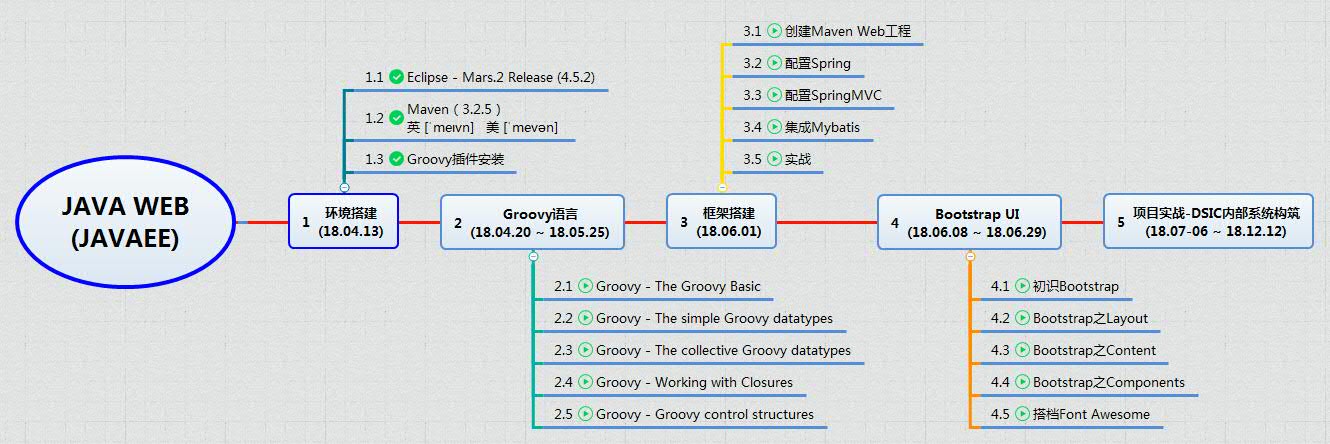 JAVA WEB
(JAVAEE)
1 环境搭建
(18.04.13)
1.1 Eclipse - Mars.2 Release (4.5.2)
1.2 Maven ( 3.2.5 )
英 [ˈmeɪvn] 美 [ˈmevən]
1.3 Groovy插件安装
2 Groovy语言
(18.04.20 ~ 18.05.25)
2.1 Groovy - The Groovy Basic
2.2 Groovy - The simple Groovy datatypes
2.3 Groovy - The collective Groovy datatypes
2.4 Groovy - Working with Closures
2.5 Groovy - Groovy control structures
3 框架搭建
(18.06.01)
3.1 创建Maven Web工程
3.2 配置Spring
3.3 配置SpringMVC
3.4 集成Mybatis
3.5 实战
4 Bootstrap UI
(18.06.08 ~ 18.06.29)
4.1 初识Bootstrap
4.2 Bootstrap之Layout
4.3 Bootstrap之Content
4.4 Bootstrap之Components
4.5 搭档Font Awesome
5 项目实战-DSIC内部系统构筑
(18.07-06 ~ 18.12.12)